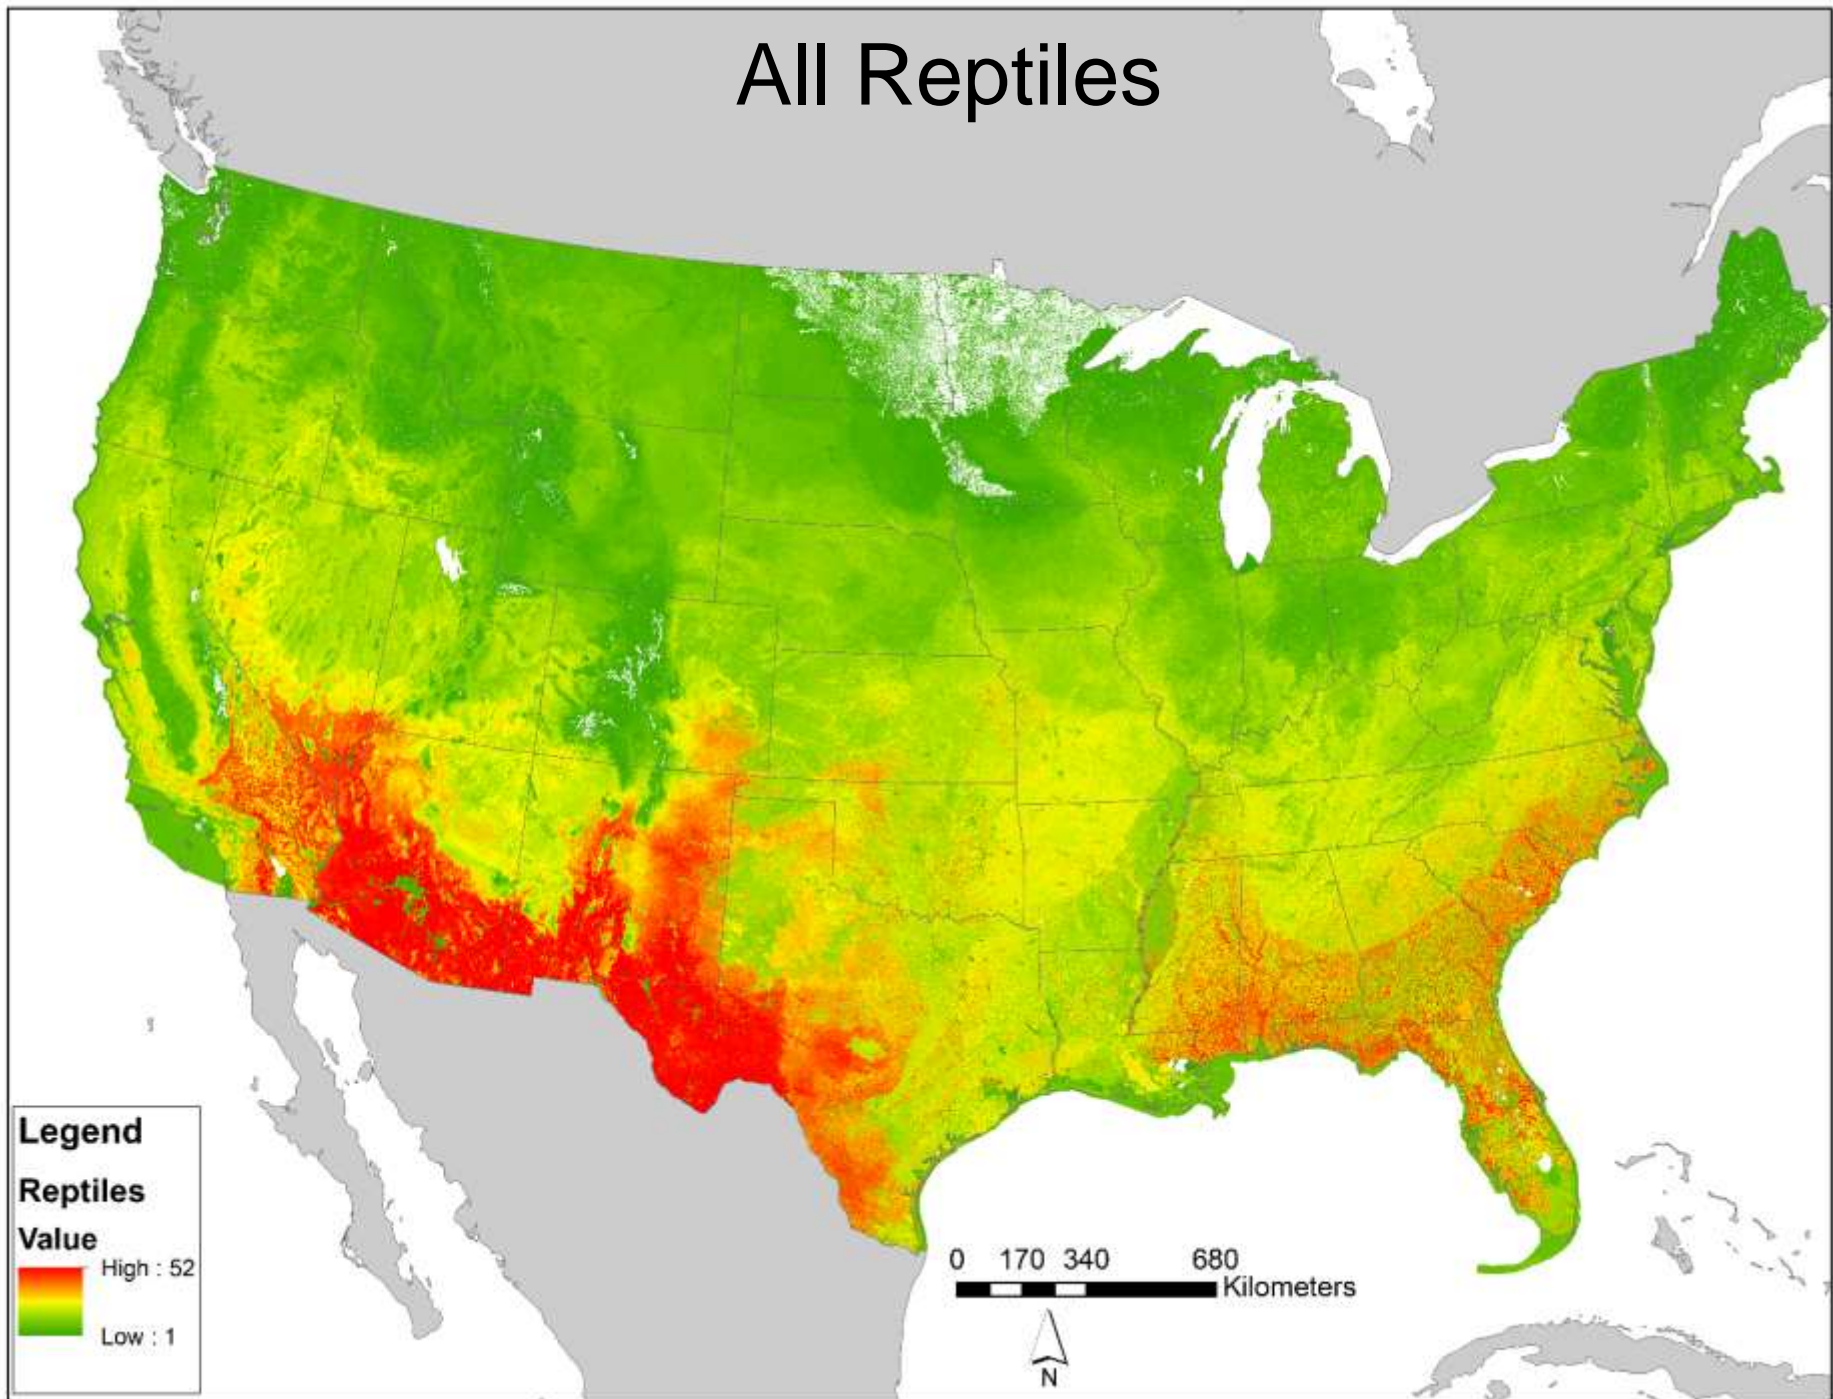 All Reptiles
Legend
Reptiles
Value
High : 52
Low : 1
0 170 340 680
Kilometers
N